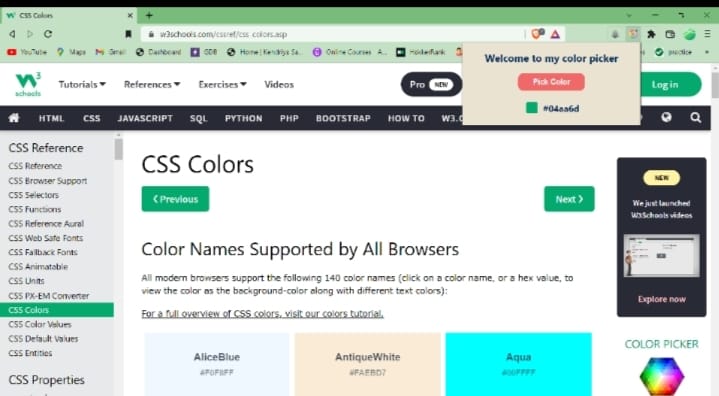 CSS Colors
w3schools.com/cssref/css_colors.asp
YouTube
Maps
Gmail
Dashboard
GDB
Home | Kendriya Sa...
Online Courses - A...
HackerRank
practice
Welcome to my color picker
Pick Color
#04aa6d
W3
schools
Tutorials
References
Exercises
Videos
Pro NEW
Log in
HTML CSS JAVASCRIPT SQL PYTHON PHP BOOTSTRAP HOW TO
CSS Reference
CSS Reference
CSS Browser Support
CSS Selectors
CSS Functions
CSS Reference Aural
CSS Web Safe Fonts
CSS Fallback Fonts
CSS Animatable
CSS Units
CSS PX-EM Converter
CSS Colors
CSS Color Values
CSS Default Values
CSS Entities
CSS Properties
CSS Colors
❮ Previous
Next ❯
Color Names Supported by All Browsers
All modern browsers support the following 140 color names (click on a color name, or a hex value, to
view the color as the background-color along with different text colors):
For a full overview of CSS colors, visit our colors tutorial.
AliceBlue
#F0F8FF
AntiqueWhite
#FAEBD7
Aqua
#00FFFF
NEW
We just launched
W3Schools videos
Explore now
COLOR PICKER